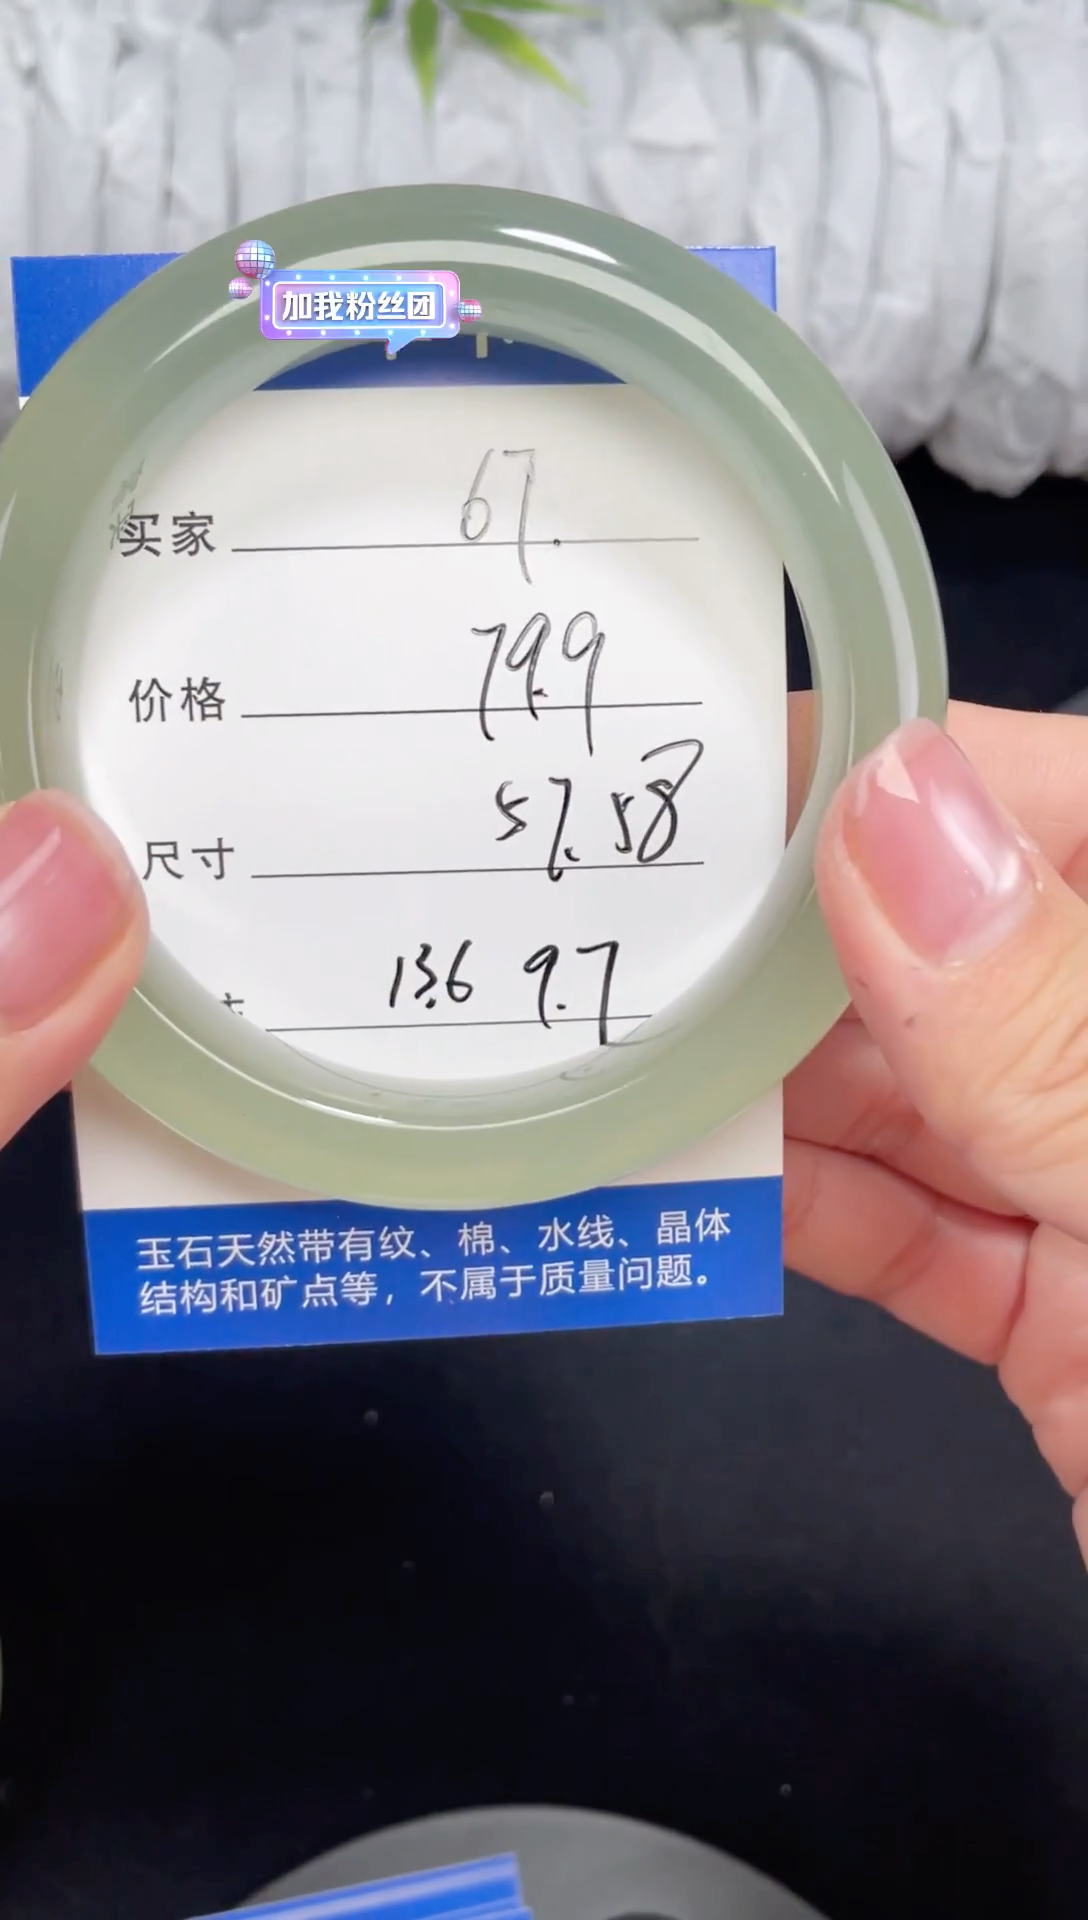 加我粉丝团
买家 67.
价格 79.9
尺寸 57.58
13.6 9.7
玉石天然带有纹、棉、水线、晶体
结构和矿点等，不属于质量问题。